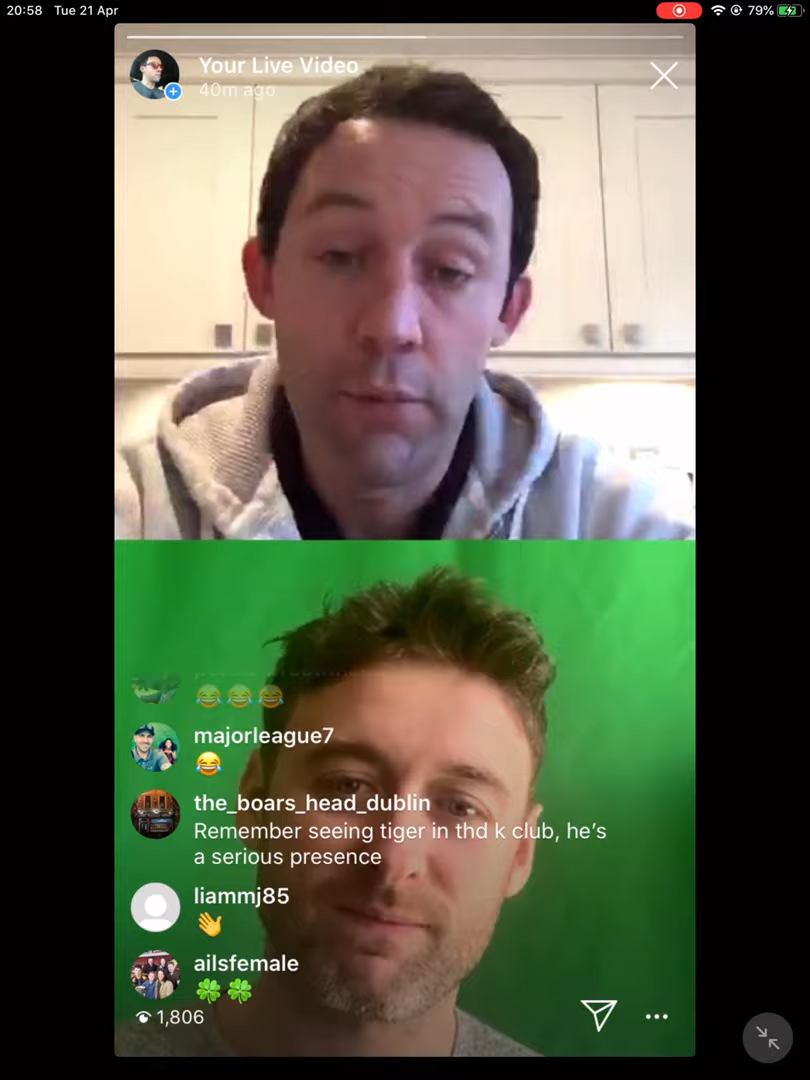 20:58 Tue 21 Apr
79%
Your Live Video
40m ago
😂😂😂
majorleague7
😂
the_boars_head_dublin
Remember seeing tiger in thd k club, he's
a serious presence
liammj85
👋
ailsfemale
🍀🍀
1,806